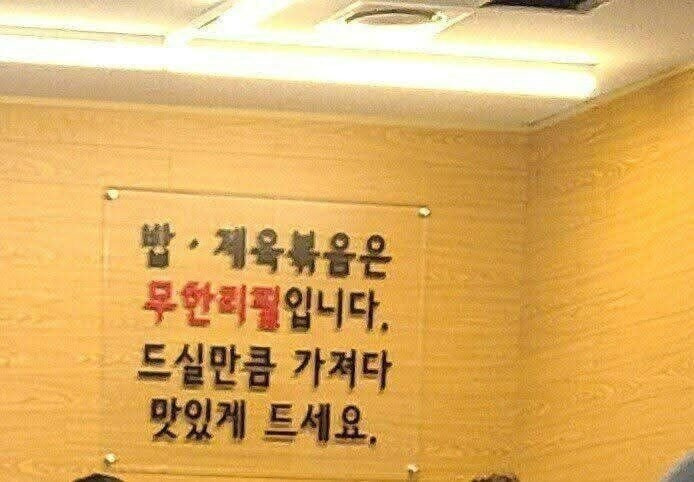 밥·제육볶음은
무한리필입니다.
드실만큼 가져다
맛있게 드세요.